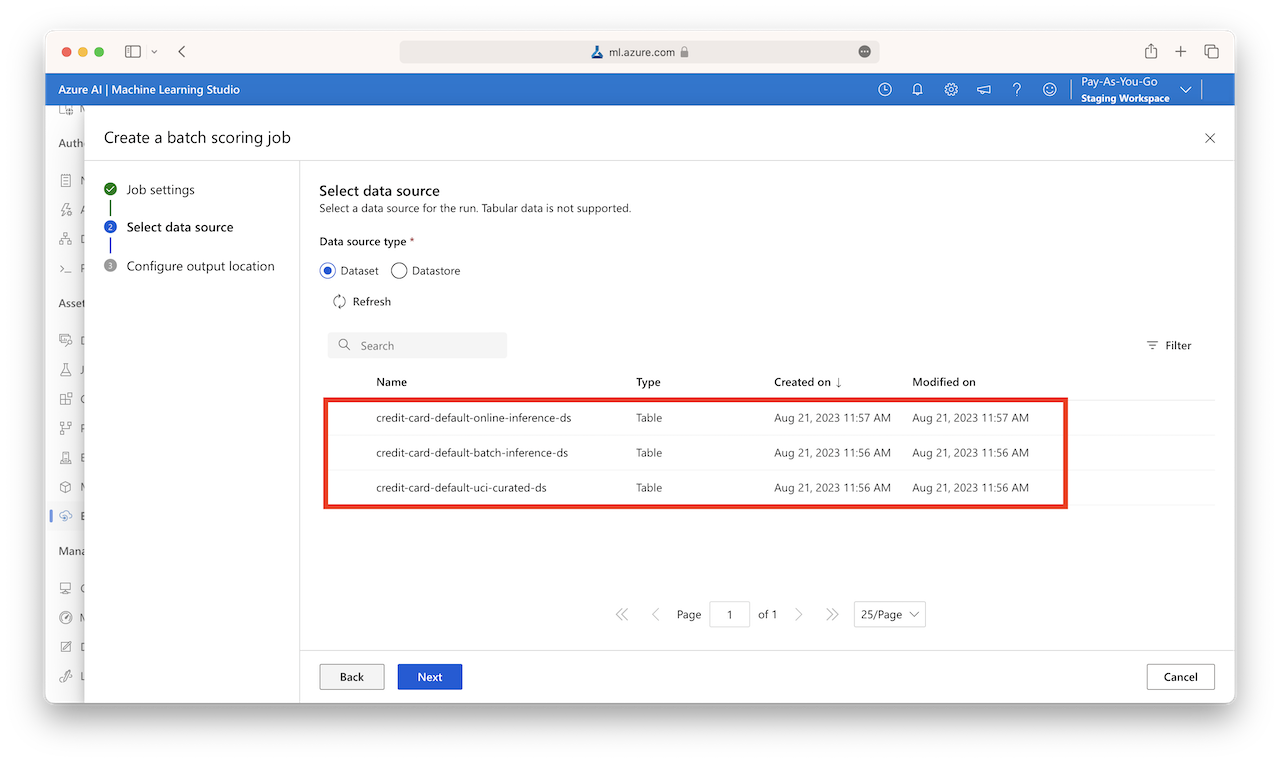 ml.azure.com
Azure AI | Machine Learning Studio
Pay-As-You-Go
Staging Workspace
Create a batch scoring job
Job settings
2 Select data source
3 Configure output location
Select data source
Select a data source for the run. Tabular data is not supported.
Data source type *
Dataset Datastore
Refresh
Search
Filter
Name Type Created on ↓ Modified on
credit-card-default-online-inference-ds Table Aug 21, 2023 11:57 AM Aug 21, 2023 11:57 AM
credit-card-default-batch-inference-ds Table Aug 21, 2023 11:56 AM Aug 21, 2023 11:56 AM
credit-card-default-uci-curated-ds Table Aug 21, 2023 11:56 AM Aug 21, 2023 11:56 AM
Page 1 of 1 25/Page
Back Next Cancel